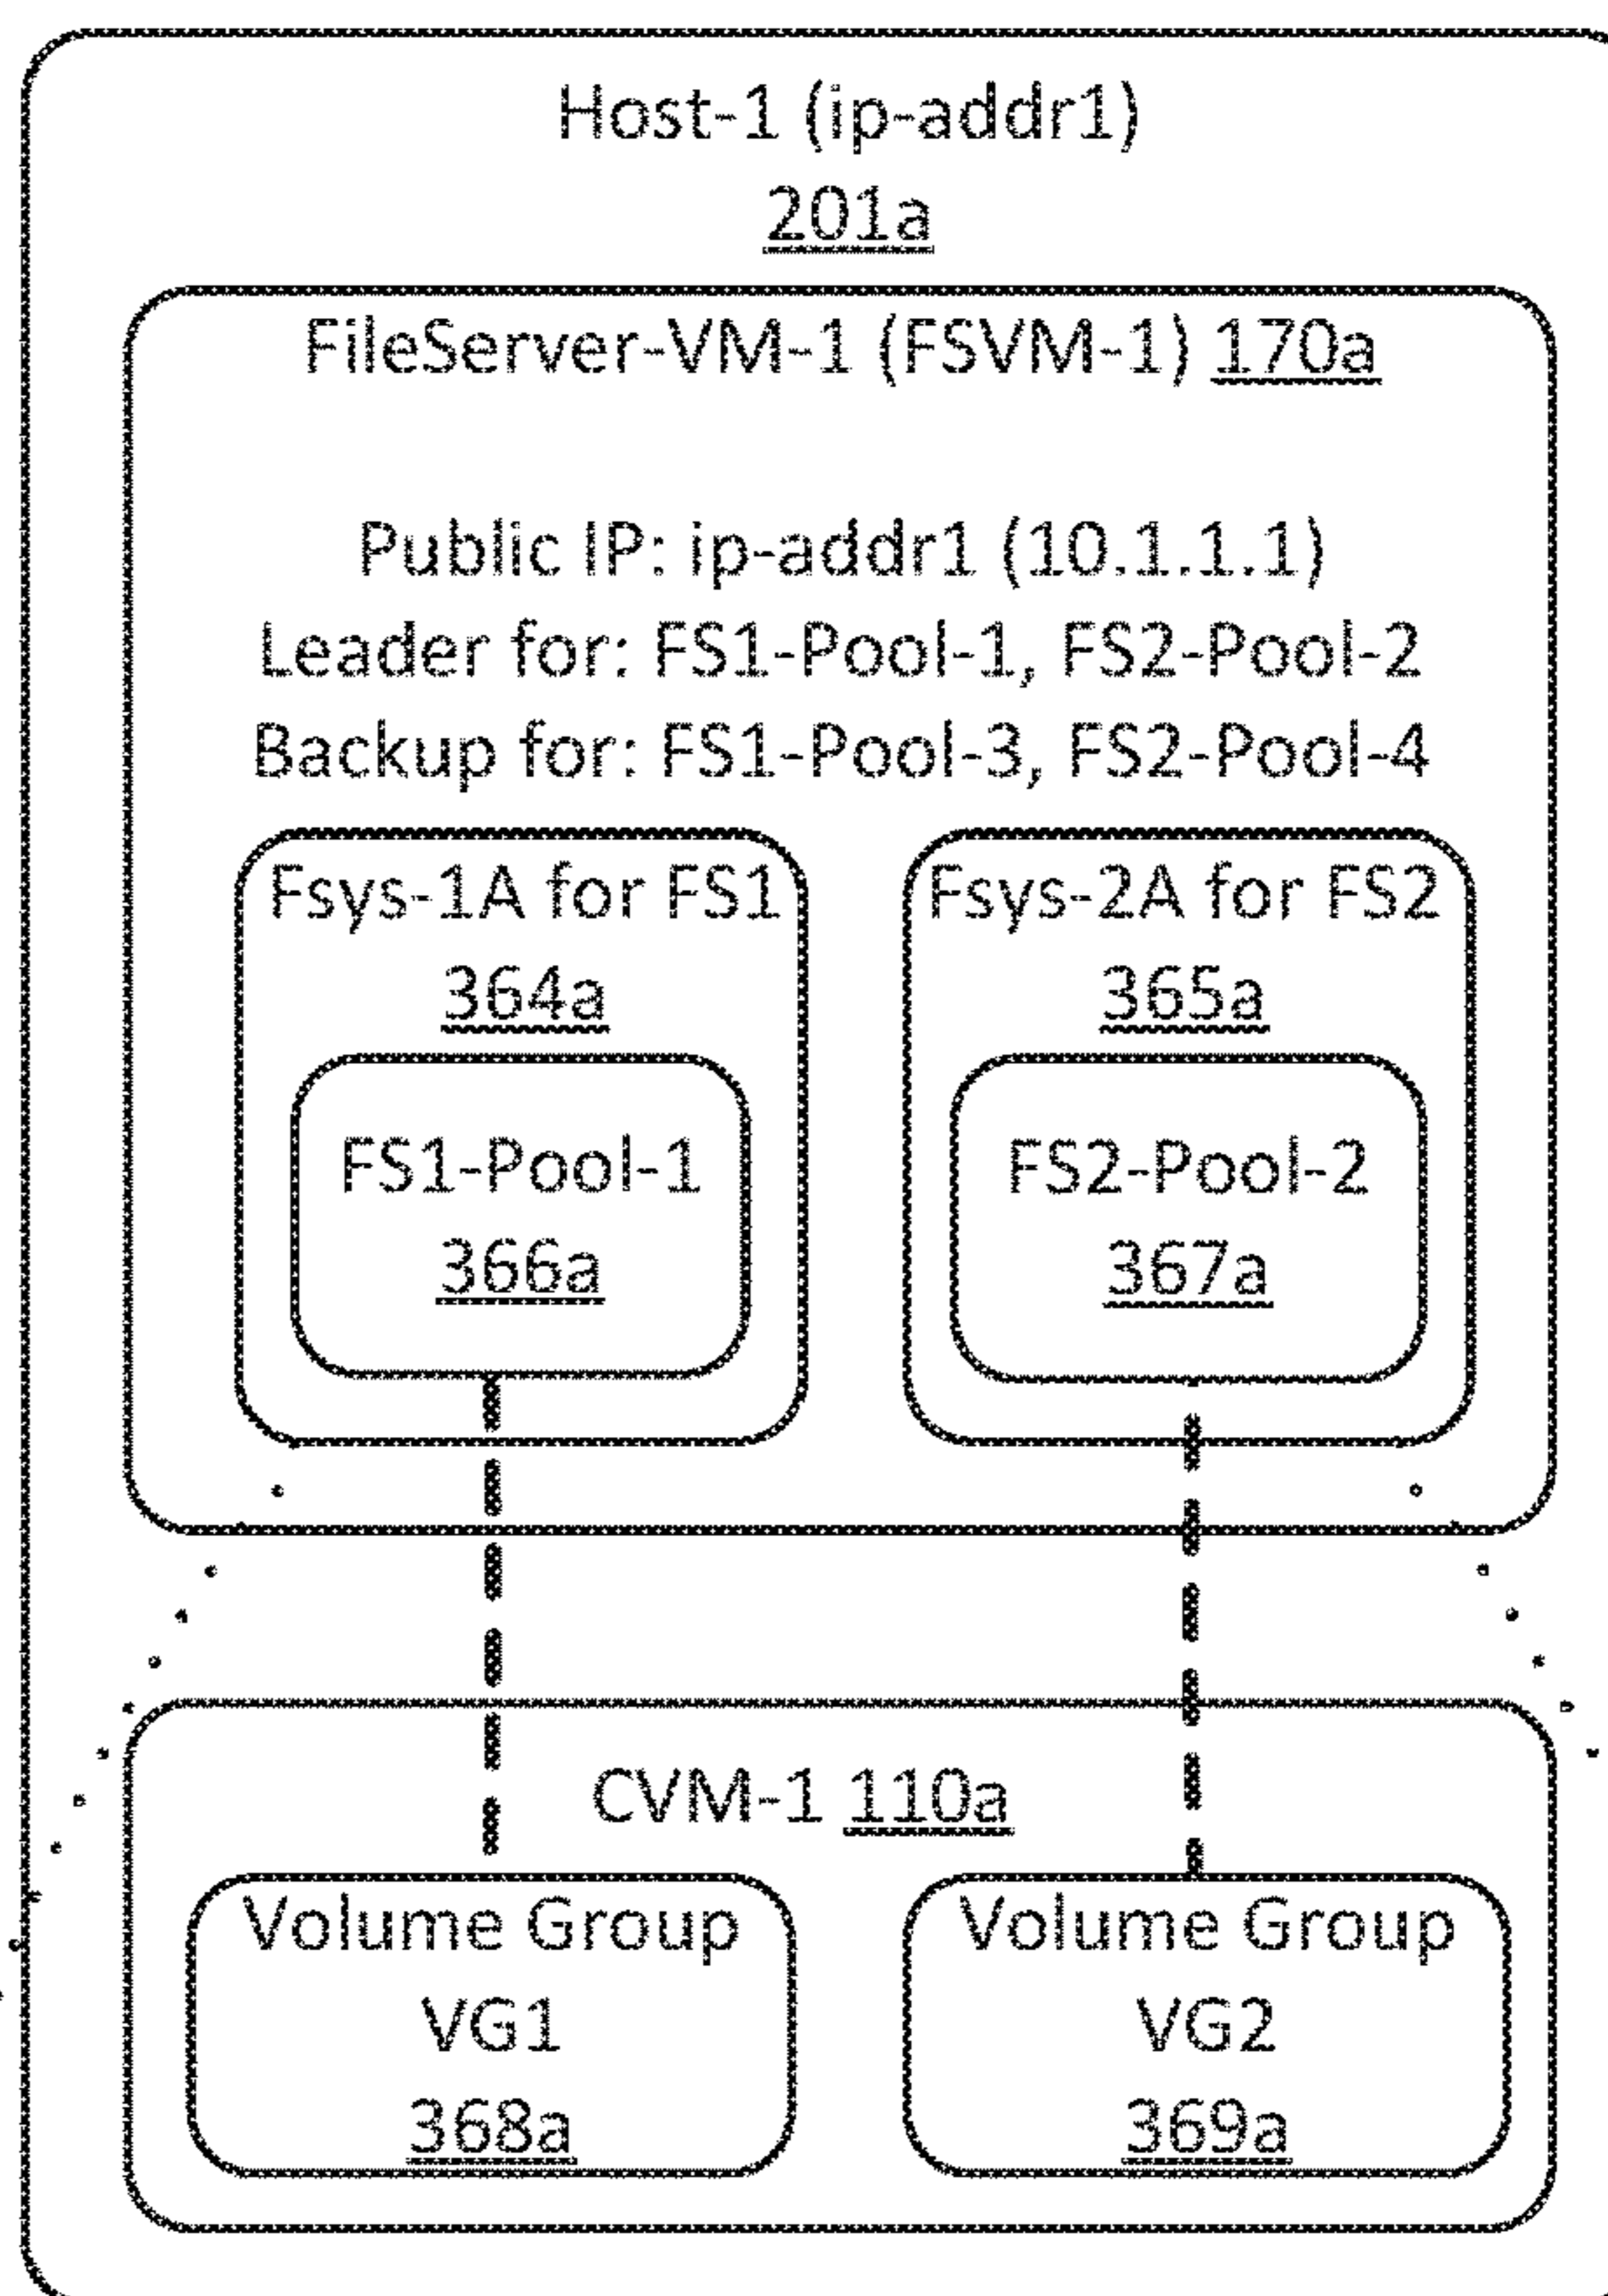 Host-1 (ip-addr1)
201a
FileServer-VM-1 (FSVM-1) 170a
Public IP: ip-addr1 (10.1.1.1)
Leader for: FS1-Pool-1, FS2-Pool-2
Backup for: FS1-Pool-3, FS2-Pool-4
Fsys-1A for FS1
364a
FS1-Pool-1
366a
Fsys-2A for FS2
365a
FS2-Pool-2
367a
CVM-1 110a
Volume Group
VG1
368a
Volume Group
VG2
369a